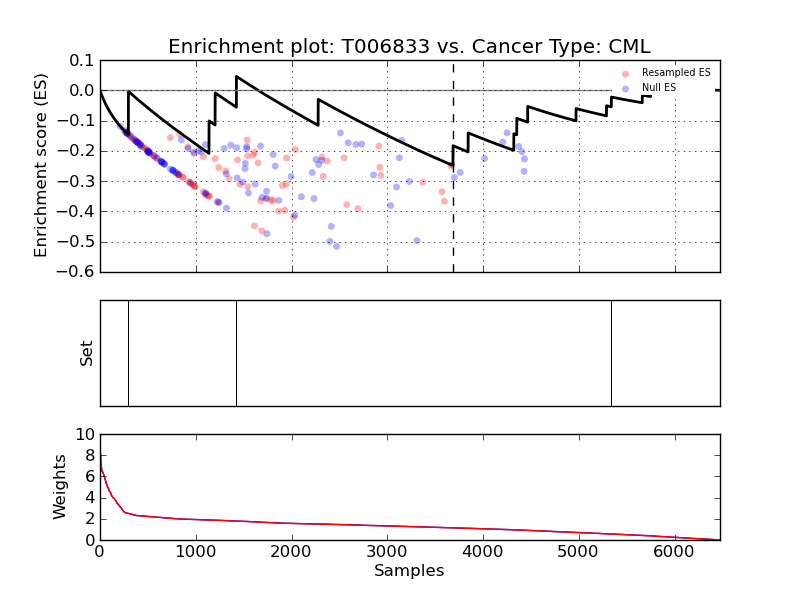 Enrichment plot: T006833 vs. Cancer Type: CML
Enrichment score (ES)
0.1
0.0
−0.1
−0.2
−0.3
−0.4
−0.5
−0.6
Resampled ES
Null ES
Set
Weights
10
8
6
4
2
0
0 1000 2000 3000 4000 5000 6000
Samples